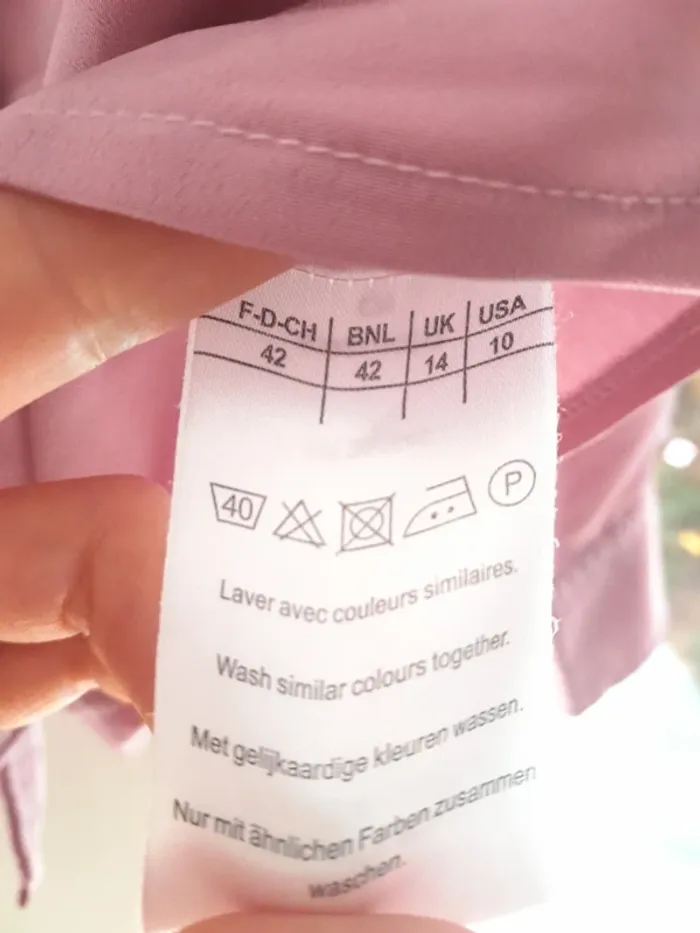 F-D-CH BNL UK USA
42 42 14 10
40 P
Laver avec couleurs similaires.
Wash similar colours together.
Met gelijkaardige kleuren wassen.
Nur mit ähnlichen Farben zusammen
waschen.